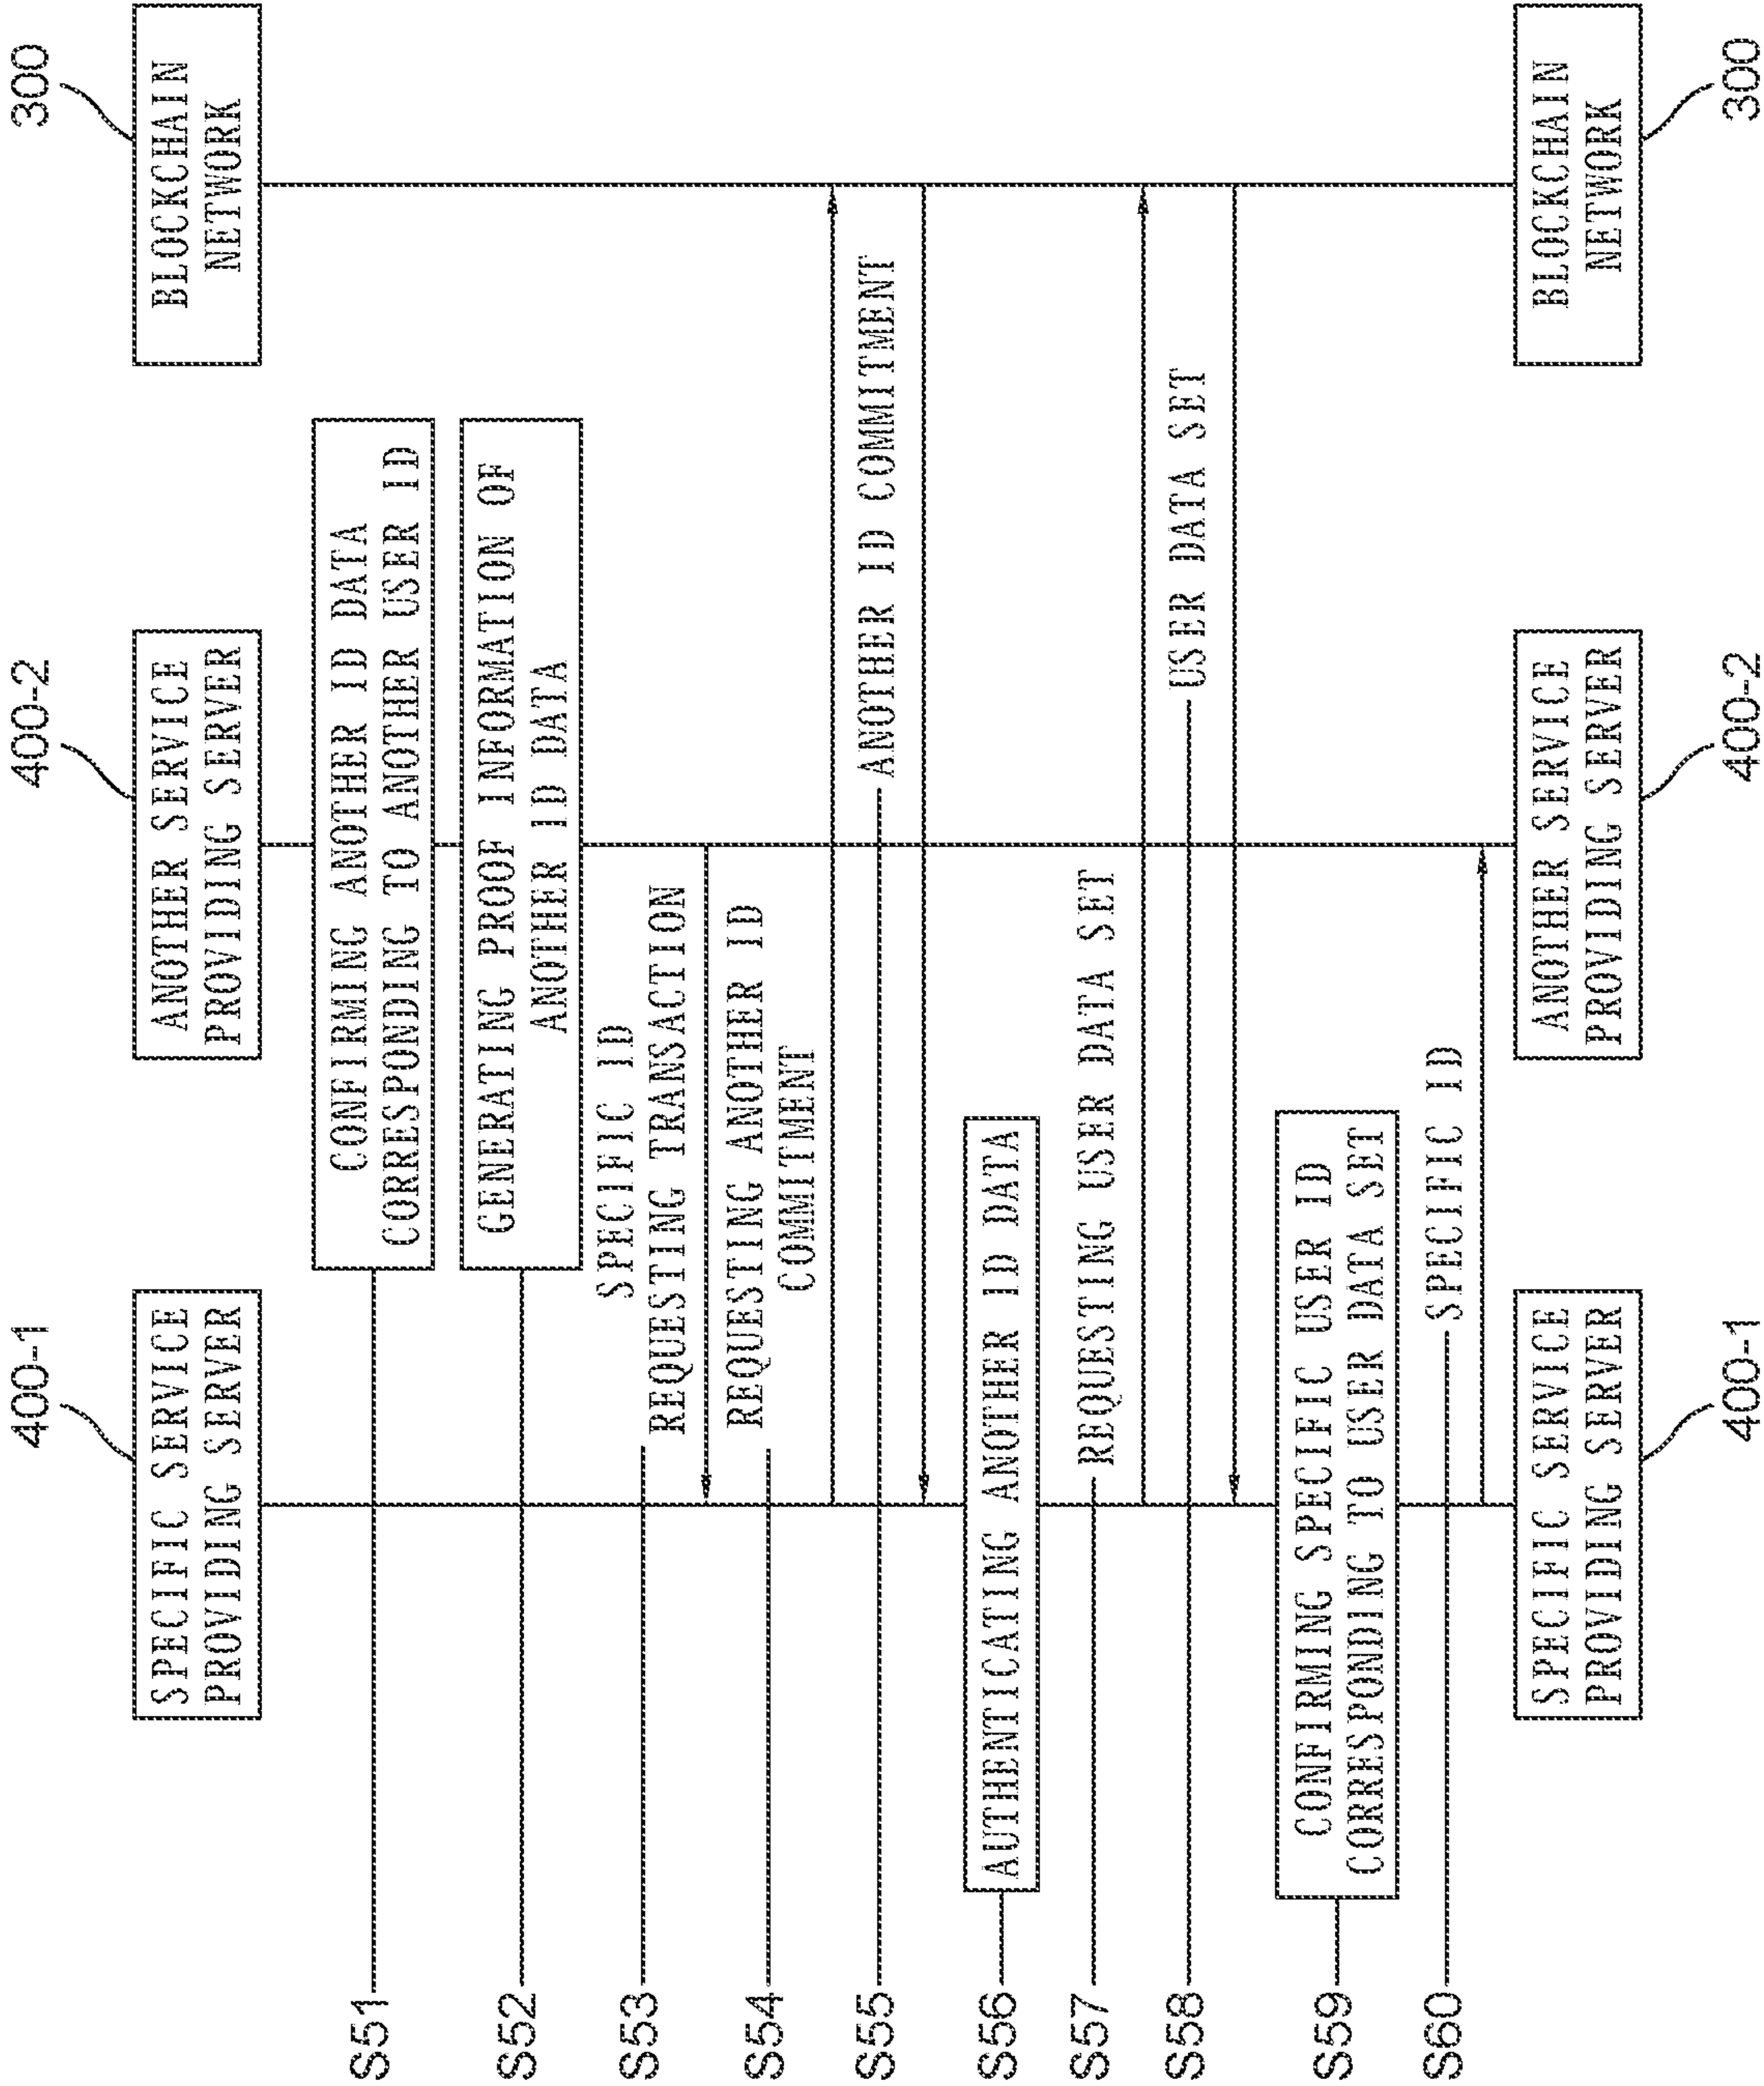 400-1
400-2
300
SPECIFIC SERVICE
PROVIDING SERVER
ANOTHER SERVICE
PROVIDING SERVER
BLOCKCHAIN
NETWORK
S51
CONFIRMING ANOTHER ID DATA
CORRESPONDING TO ANOTHER USER ID
S52
GENERATING PROOF INFORMATION OF
ANOTHER ID DATA
S53
SPECIFIC ID
REQUESTING TRANSACTION
S54
REQUESTING ANOTHER ID
COMMITMENT
S55
ANOTHER ID COMMITMENT
S56
AUTHENTICATING ANOTHER ID DATA
S57
REQUESTING USER DATA SET
S58
USER DATA SET
S59
CONFIRMING SPECIFIC USER ID
CORRESPONDING TO USER DATA SET
S60
SPECIFIC ID
SPECIFIC SERVICE
PROVIDING SERVER
ANOTHER SERVICE
PROVIDING SERVER
BLOCKCHAIN
NETWORK
400-1
400-2
300